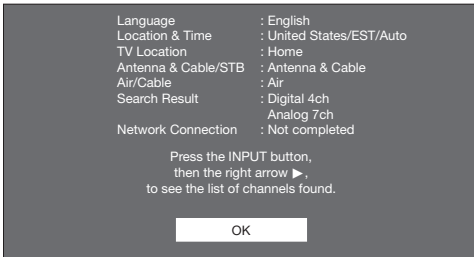 Language : English
Location & Time : United States/EST/Auto
TV Location : Home
Antenna & Cable/STB : Antenna & Cable
Air/Cable : Air
Search Result : Digital 4ch
Analog 7ch
Network Connection : Not completed
Press the INPUT button,
then the right arrow ▶,
to see the list of channels found.
OK